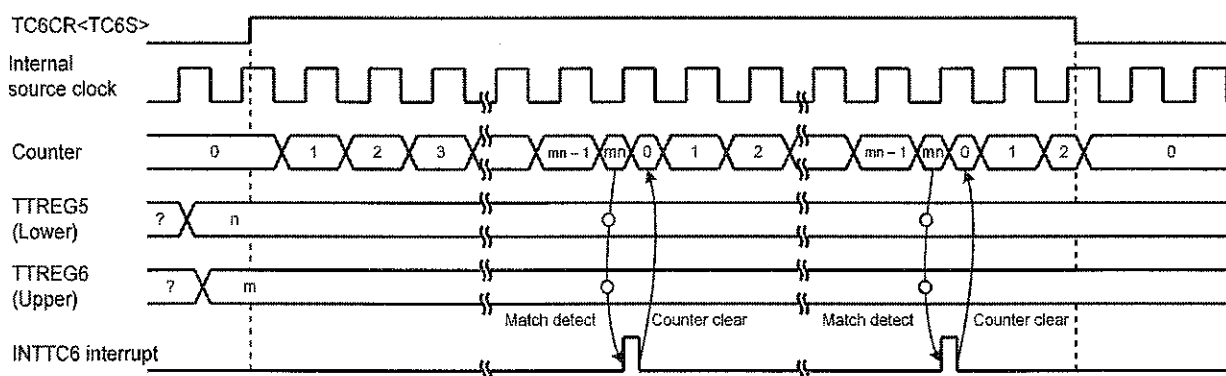 TC6CR<TC6S>
Internal
source clock
Counter
0 1 2 3 mn – 1 mn 0 1 2 mn – 1 mn 0 1 2 0
TTREG5
(Lower)
? n
TTREG6
(Upper)
? m
Match detect Counter clear Match detect Counter clear
INTTC6 interrupt